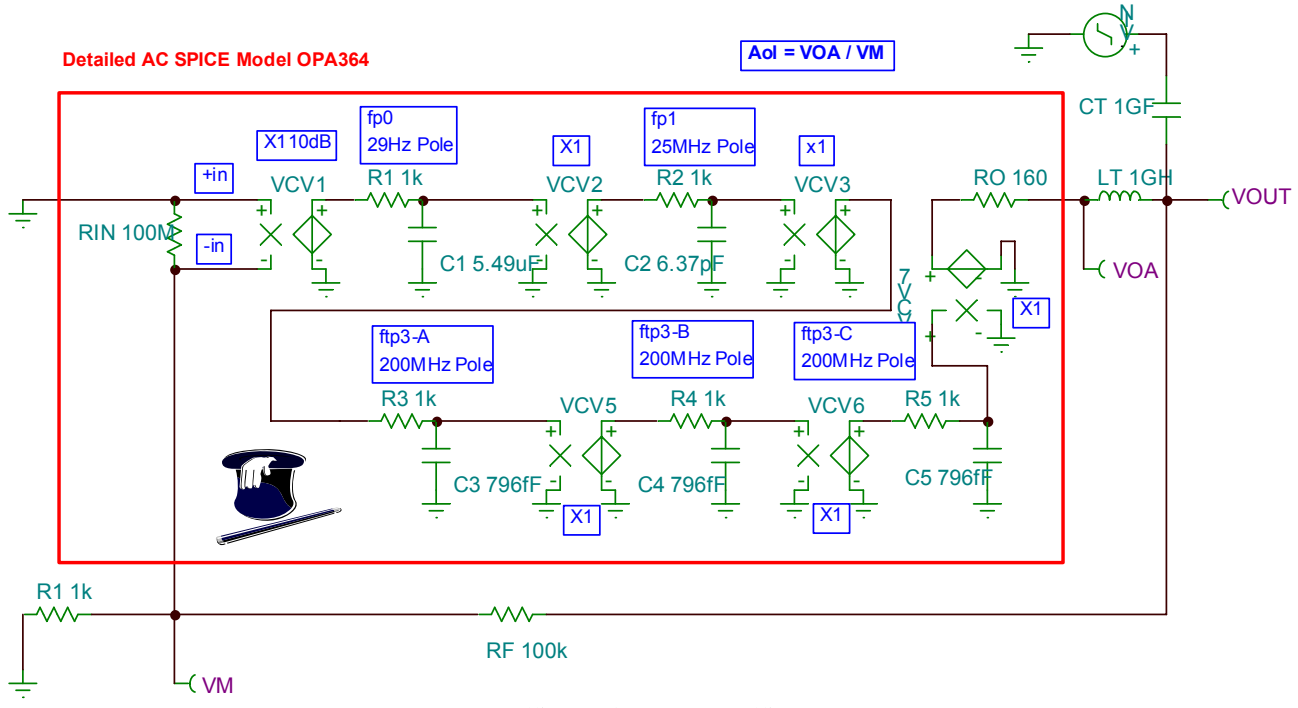 Detailed AC SPICE Model OPA364
Aol = VOA / VM
N
V
+
CT 1GF
fp0
29Hz Pole
fp1
25MHz Pole
X110dB
X1
x1
+in
VCV1
R1 1k
VCV2
R2 1k
VCV3
RO 160
LT 1GH
VOUT
+ + + + + +
RIN 100M
-in
- - - - - -
C1 5.49uF
C2 6.37pF
VOA
7
V
C
V
+ -
X1
+ -
ftp3-A
200MHz Pole
ftp3-B
200MHz Pole
ftp3-C
200MHz Pole
R3 1k
VCV5
R4 1k
VCV6
R5 1k
+ + + +
- - - -
C3 796fF
C4 796fF
C5 796fF
X1
X1
R1 1k
RF 100k
VM